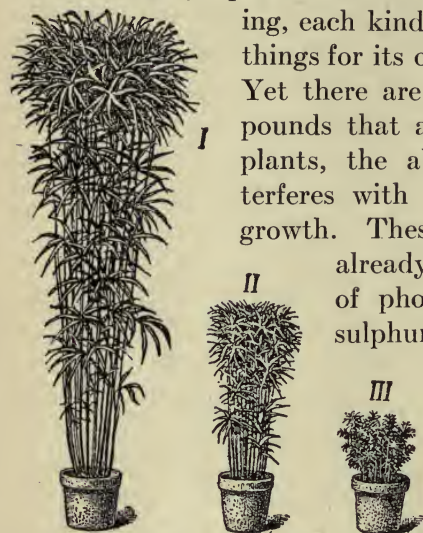 ing, each kind
things for its o
Yet there are
I
pounds that a
plants, the a
terferes with
growth. Thes
II
already
of pho
sulphur
III